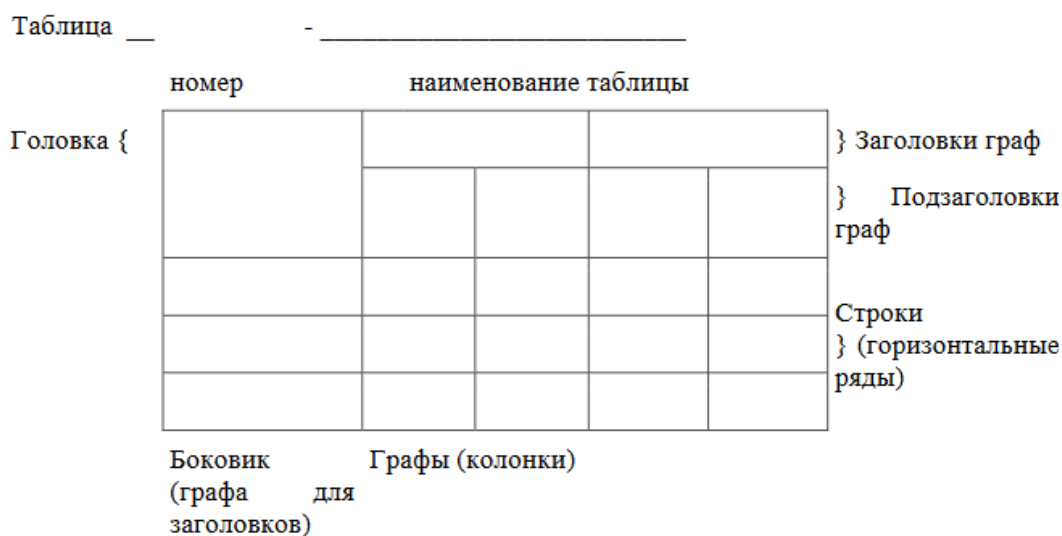 Таблица __ - __________________________
номер наименование таблицы
Головка { } Заголовки граф
} Подзаголовки
граф
Строки
} (горизонтальные
ряды)
Боковик Графы (колонки)
(графа для
заголовков)